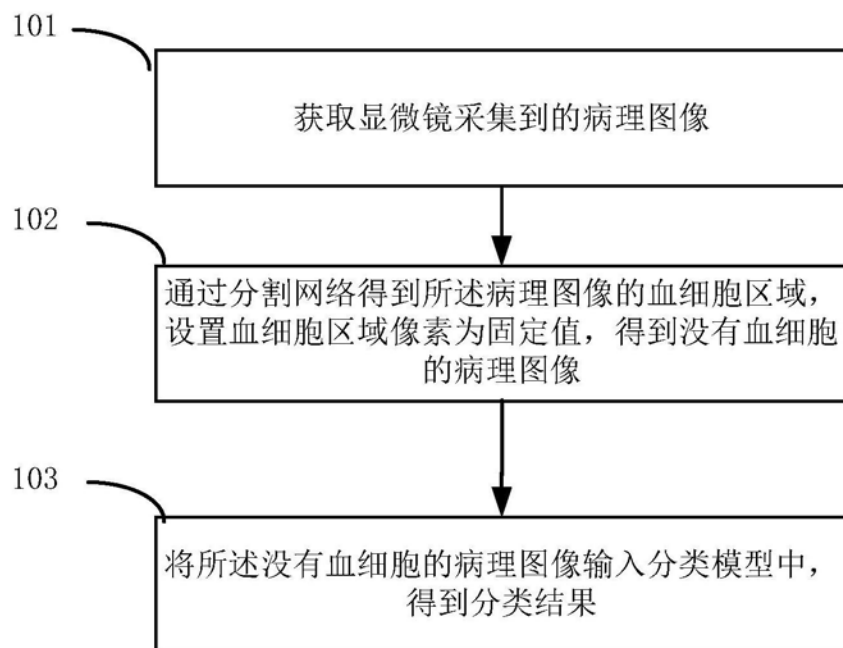 101
获取显微镜采集到的病理图像
102
通过分割网络得到所述病理图像的血细胞区域，
设置血细胞区域像素为固定值，得到没有血细胞
的病理图像
103
将所述没有血细胞的病理图像输入分类模型中，
得到分类结果